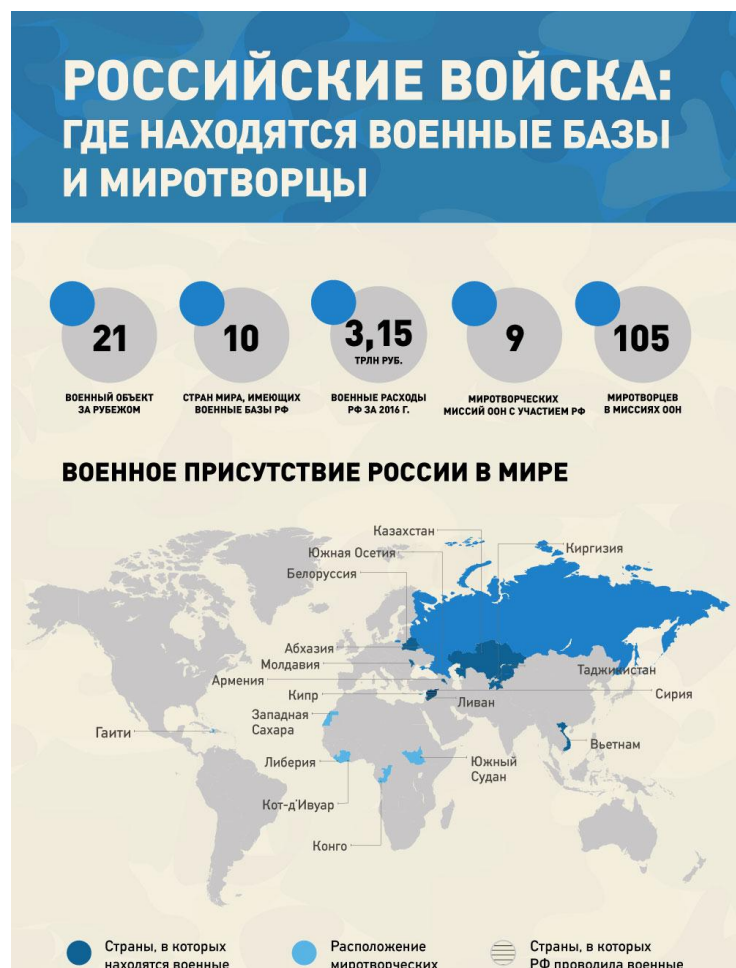 РОССИЙСКИЕ ВОЙСКА:
ГДЕ НАХОДЯТСЯ ВОЕННЫЕ БАЗЫ
И МИРОТВОРЦЫ
21
ВОЕННЫЙ ОБЪЕКТ
ЗА РУБЕЖОМ
10
СТРАН МИРА, ИМЕЮЩИХ
ВОЕННЫЕ БАЗЫ РФ
3,15
ТРЛН РУБ.
ВОЕННЫЕ РАСХОДЫ
РФ ЗА 2016 Г.
9
МИРОТВОРЧЕСКИХ
МИССИЙ ООН С УЧАСТИЕМ РФ
105
МИРОТВОРЦЕВ
В МИССИЯХ ООН
ВОЕННОЕ ПРИСУТСТВИЕ РОССИИ В МИРЕ
Казахстан
Южная Осетия
Киргизия
Белоруссия
Абхазия
Молдавия
Таджикистан
Армения
Кипр
Сирия
Ливан
Западная
Сахара
Гаити
Вьетнам
Либерия
Южный
Судан
Кот-д'Ивуар
Конго
Страны, в которых
находятся военные
Расположение
миротворческих
Страны, в которых
РФ проводила военные